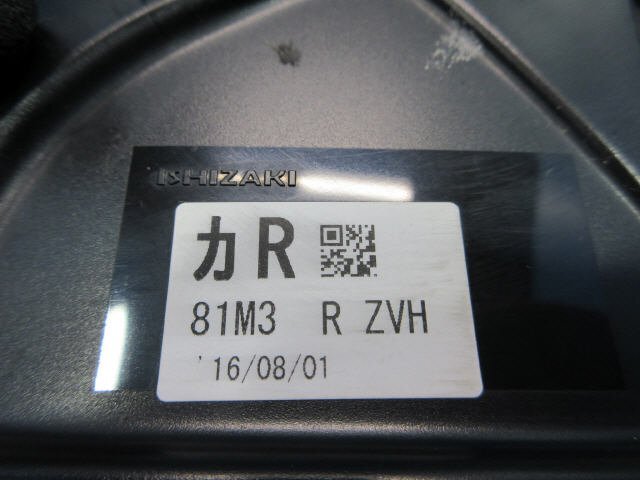 ISHIZAKI
カR
81M3 R ZVH
'16/08/01